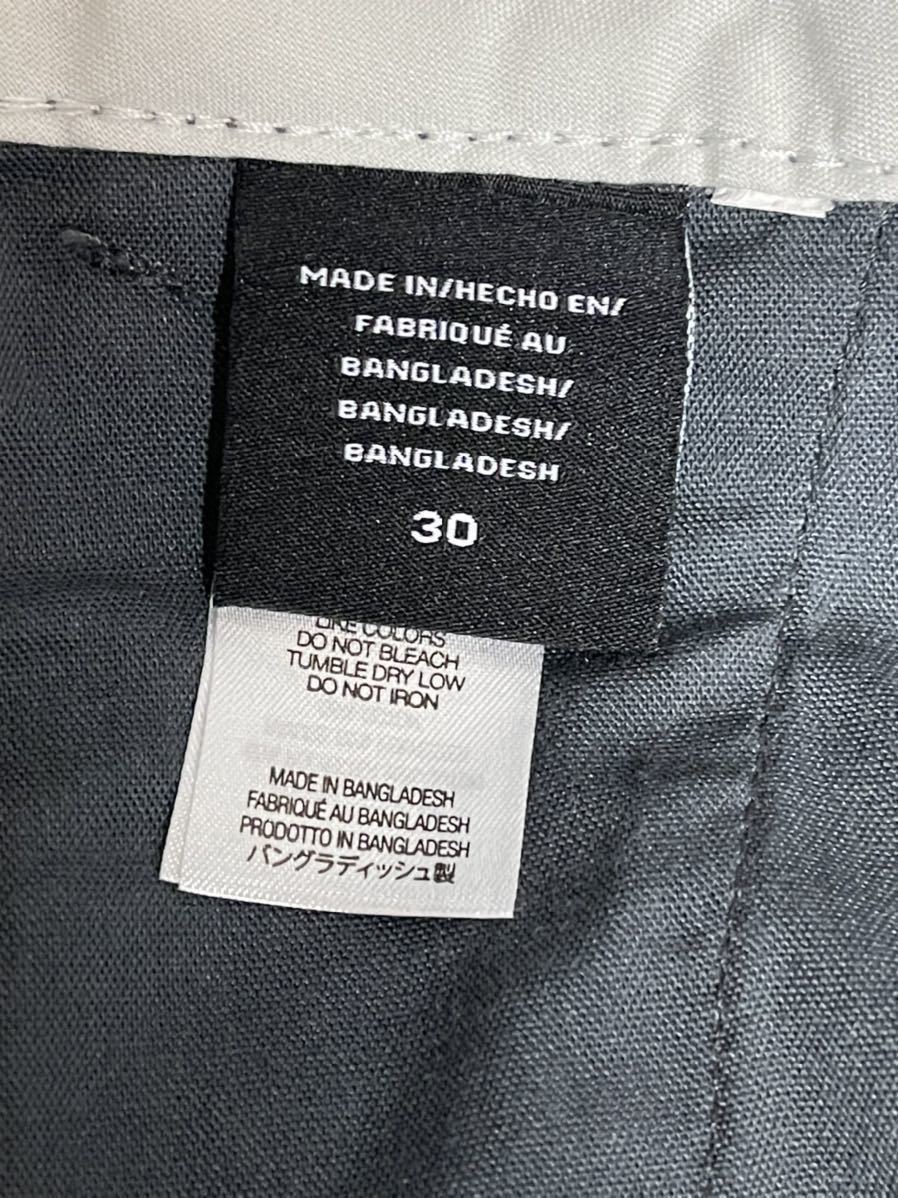 MADE IN/HECHO EN/
FABRIQUÉ AU
BANGLADESH/
BANGLADESH/
BANGLADESH
30
LIKE COLORS
DO NOT BLEACH
TUMBLE DRY LOW
DO NOT IRON
MADE IN BANGLADESH
FABRIQUÉ AU BANGLADESH
PRODOTTO IN BANGLADESH
バングラディッシュ製